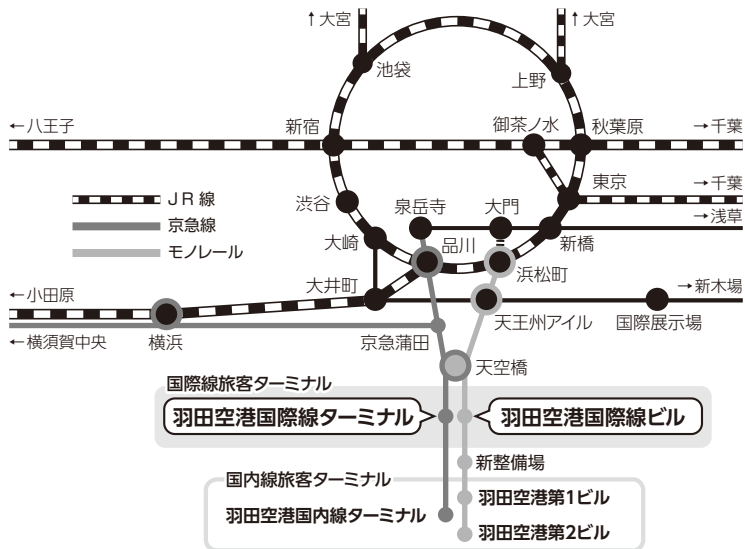 ↑大宮
↑大宮
池袋
上野
←八王子
新宿
御茶ノ水
秋葉原
→千葉
JR線
京急線
モノレール
渋谷
泉岳寺
大門
東京
→千葉
→浅草
大崎
品川
新橋
大井町
浜松町
←小田原
→新木場
←横須賀中央
横浜
京急蒲田
天王州アイル
国際展示場
天空橋
国際線旅客ターミナル
羽田空港国際線ターミナル
羽田空港国際線ビル
新整備場
国内線旅客ターミナル
羽田空港第1ビル
羽田空港国内線ターミナル
羽田空港第2ビル